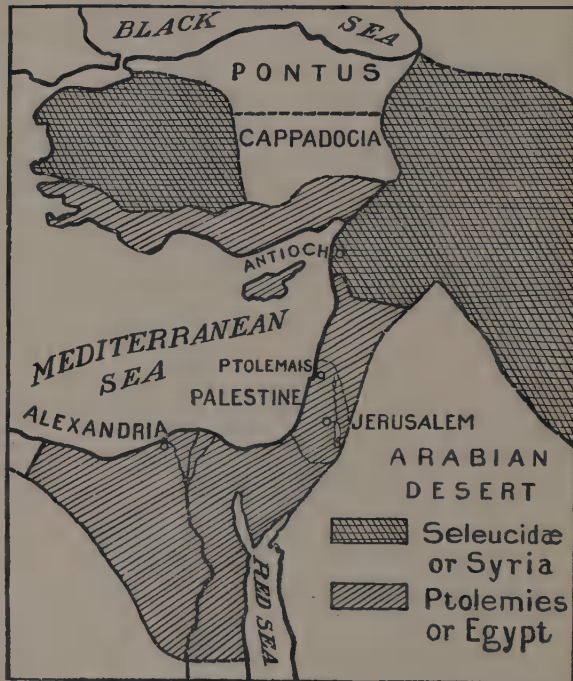 BLACK SEA
PONTUS
CAPPADOCIA
ANTIOCH
MEDITERRANEAN
SEA
PTOLEMAIS
PALESTINE
ALEXANDRIA
JERUSALEM
ARABIAN
DESERT
RED SEA
Seleucidæ
or Syria
Ptolemies
or Egypt